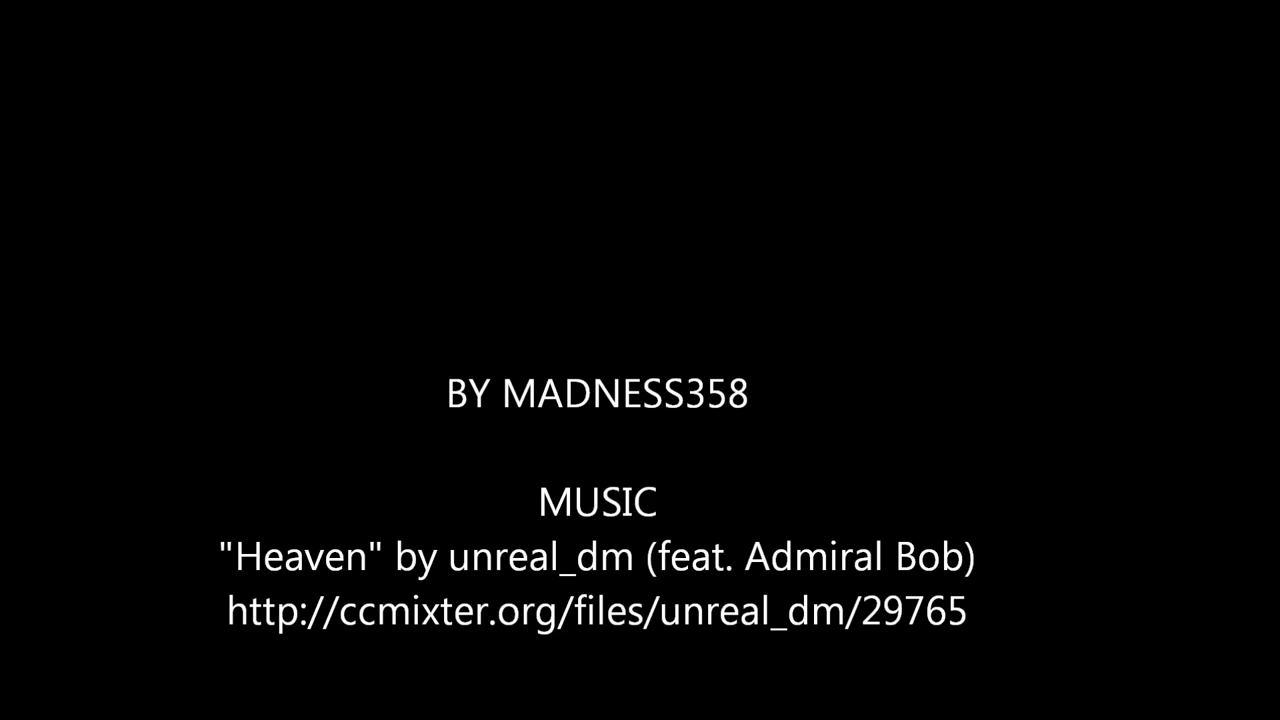 BY MADNESS358
MUSIC
"Heaven" by unreal_dm (feat. Admiral Bob)
http://ccmixter.org/files/unreal_dm/29765